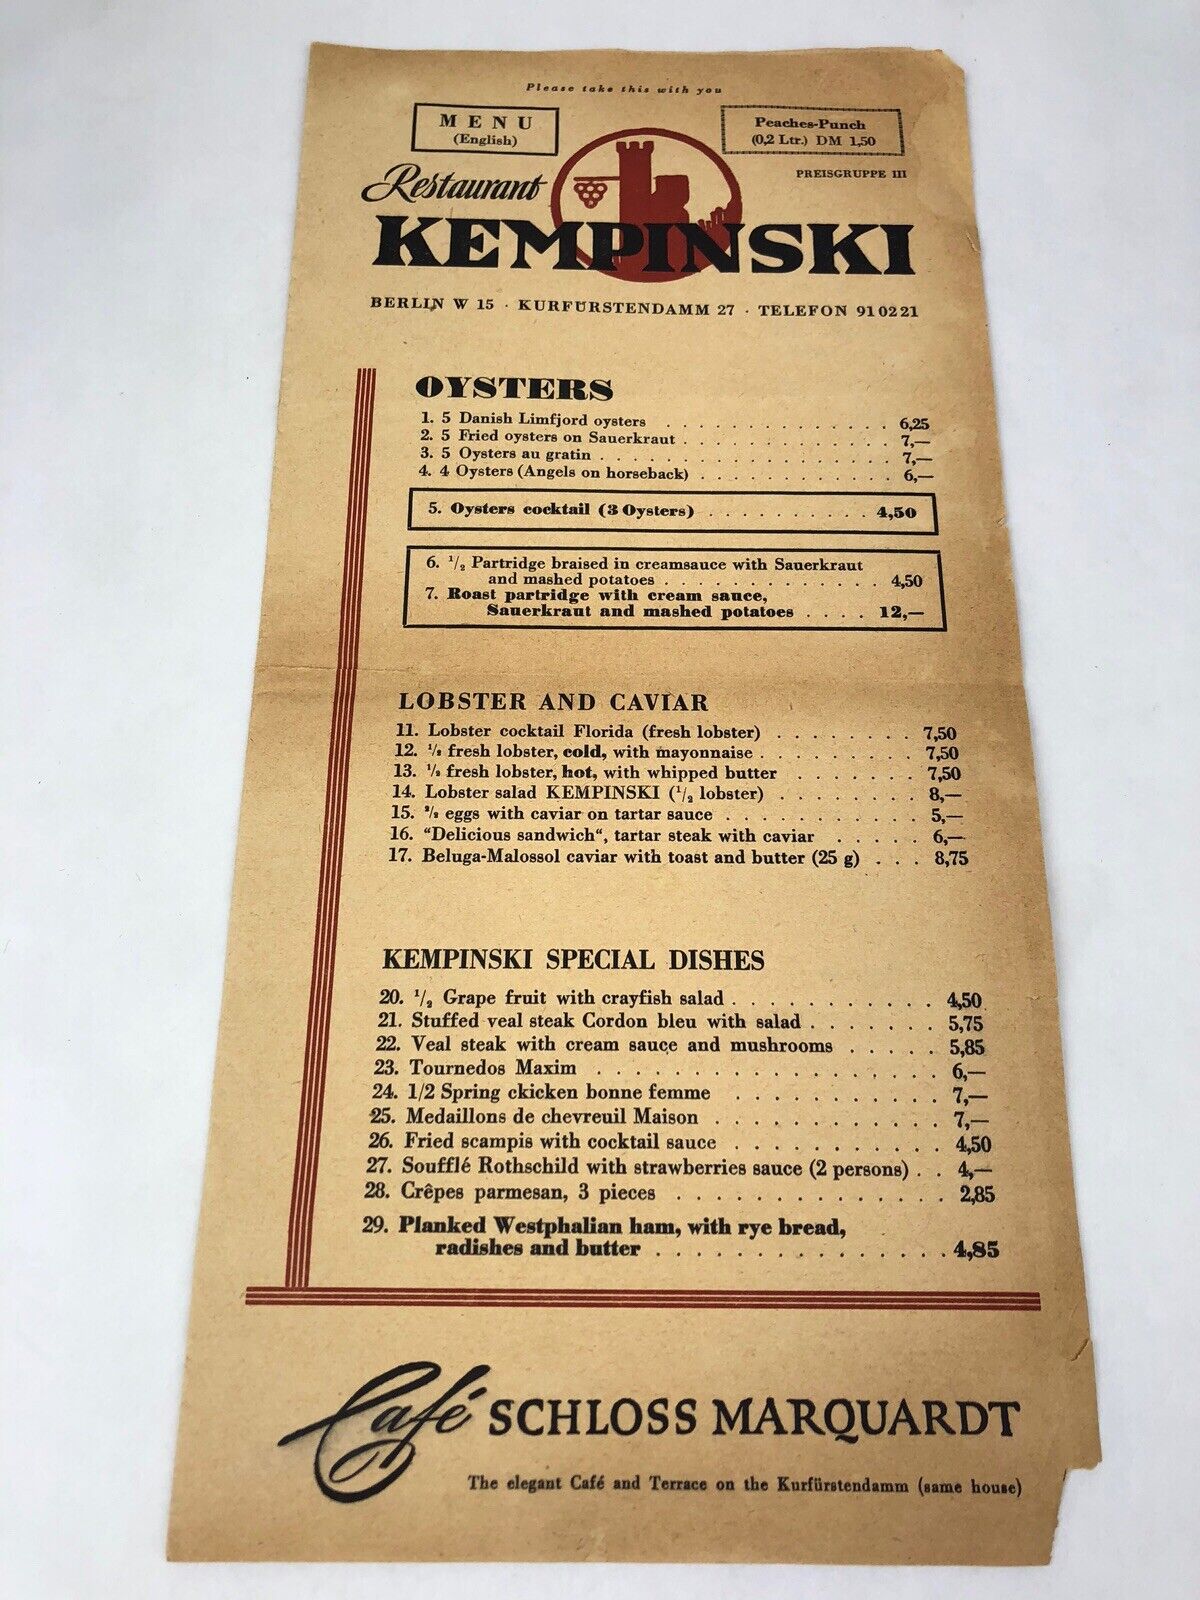 Please take this with you
MENU
(English)
Peaches-Punch
(0,2 Ltr.) DM 1,50
PREISGRUPPE III
Restaurant
KEMPINSKI
BERLIN W 15 · KURFÜRSTENDAMM 27 · TELEFON 91 02 21
OYSTERS
1. 5 Danish Limfjord oysters . . . . . . . . . . . . . . 6,25
2. 5 Fried oysters on Sauerkraut . . . . . . . . . . . . . 7,—
3. 5 Oysters au gratin . . . . . . . . . . . . . . . . . . 7,—
4. 4 Oysters (Angels on horseback) . . . . . . . . . . . . 6,—
5. Oysters cocktail (3 Oysters) . . . . . . . . . . 4,50
6. 1/2 Partridge braised in creamsauce with Sauerkraut
and mashed potatoes . . . . . . . . . . . . . 4,50
7. Roast partridge with cream sauce,
Sauerkraut and mashed potatoes . . . . 12,—
LOBSTER AND CAVIAR
11. Lobster cocktail Florida (fresh lobster) . . . . . . . . 7,50
12. 1/2 fresh lobster, cold, with mayonnaise . . . . . . . . 7,50
13. 1/2 fresh lobster, hot, with whipped butter . . . . . . . 7,50
14. Lobster salad KEMPINSKI (1/2 lobster) . . . . . . . . 8,—
15. 2/2 eggs with caviar on tartar sauce . . . . . . . . . . . 5,—
16. "Delicious sandwich", tartar steak with caviar . . . . . 6,—
17. Beluga-Malossol caviar with toast and butter (25 g) . . . 8,75
KEMPINSKI SPECIAL DISHES
20. 1/2 Grape fruit with crayfish salad . . . . . . . . . . . 4,50
21. Stuffed veal steak Cordon bleu with salad . . . . . . . 5,75
22. Veal steak with cream sauce and mushrooms . . . . . 5,85
23. Tournedos Maxim . . . . . . . . . . . . . . . . . . 6,—
24. 1/2 Spring ckicken bonne femme . . . . . . . . . . . 7,—
25. Medaillons de chevreuil Maison . . . . . . . . . . . . 7,—
26. Fried scampis with cocktail sauce . . . . . . . . . . . 4,50
27. Soufflé Rothschild with strawberries sauce (2 persons) . . 4,—
28. Crêpes parmesan, 3 pieces . . . . . . . . . . . . . . 2,85
29. Planked Westphalian ham, with rye bread,
radishes and butter . . . . . . . . . . . . . . . 4,85
Café SCHLOSS MARQUARDT
The elegant Café and Terrace on the Kurfürstendamm (same house)